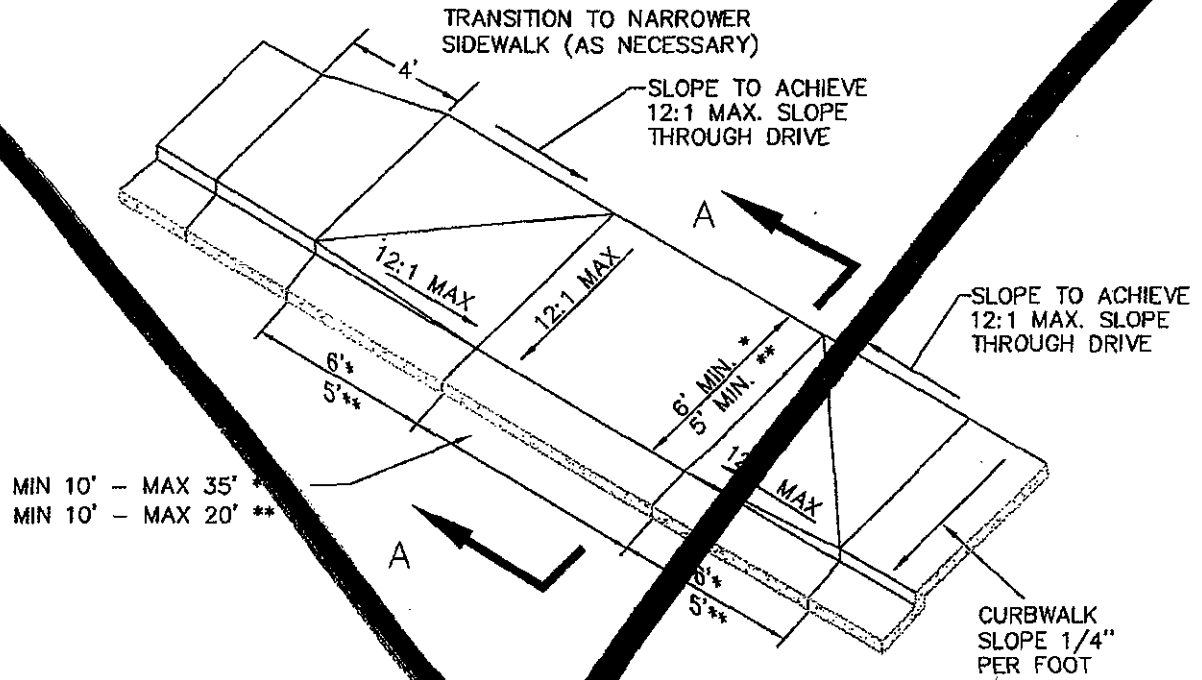 TRANSITION TO NARROWER
SIDEWALK (AS NECESSARY)
4'
SLOPE TO ACHIEVE
12:1 MAX. SLOPE
THROUGH DRIVE
A
12:1 MAX
12:1 MAX
SLOPE TO ACHIEVE
12:1 MAX. SLOPE
THROUGH DRIVE
6' MIN. *
5' MIN. **
6'*
5'**
MAX
MIN 10' - MAX 35' *
MIN 10' - MAX 20' **
A
6'*
5'**
CURBWALK
SLOPE 1/4"
PER FOOT